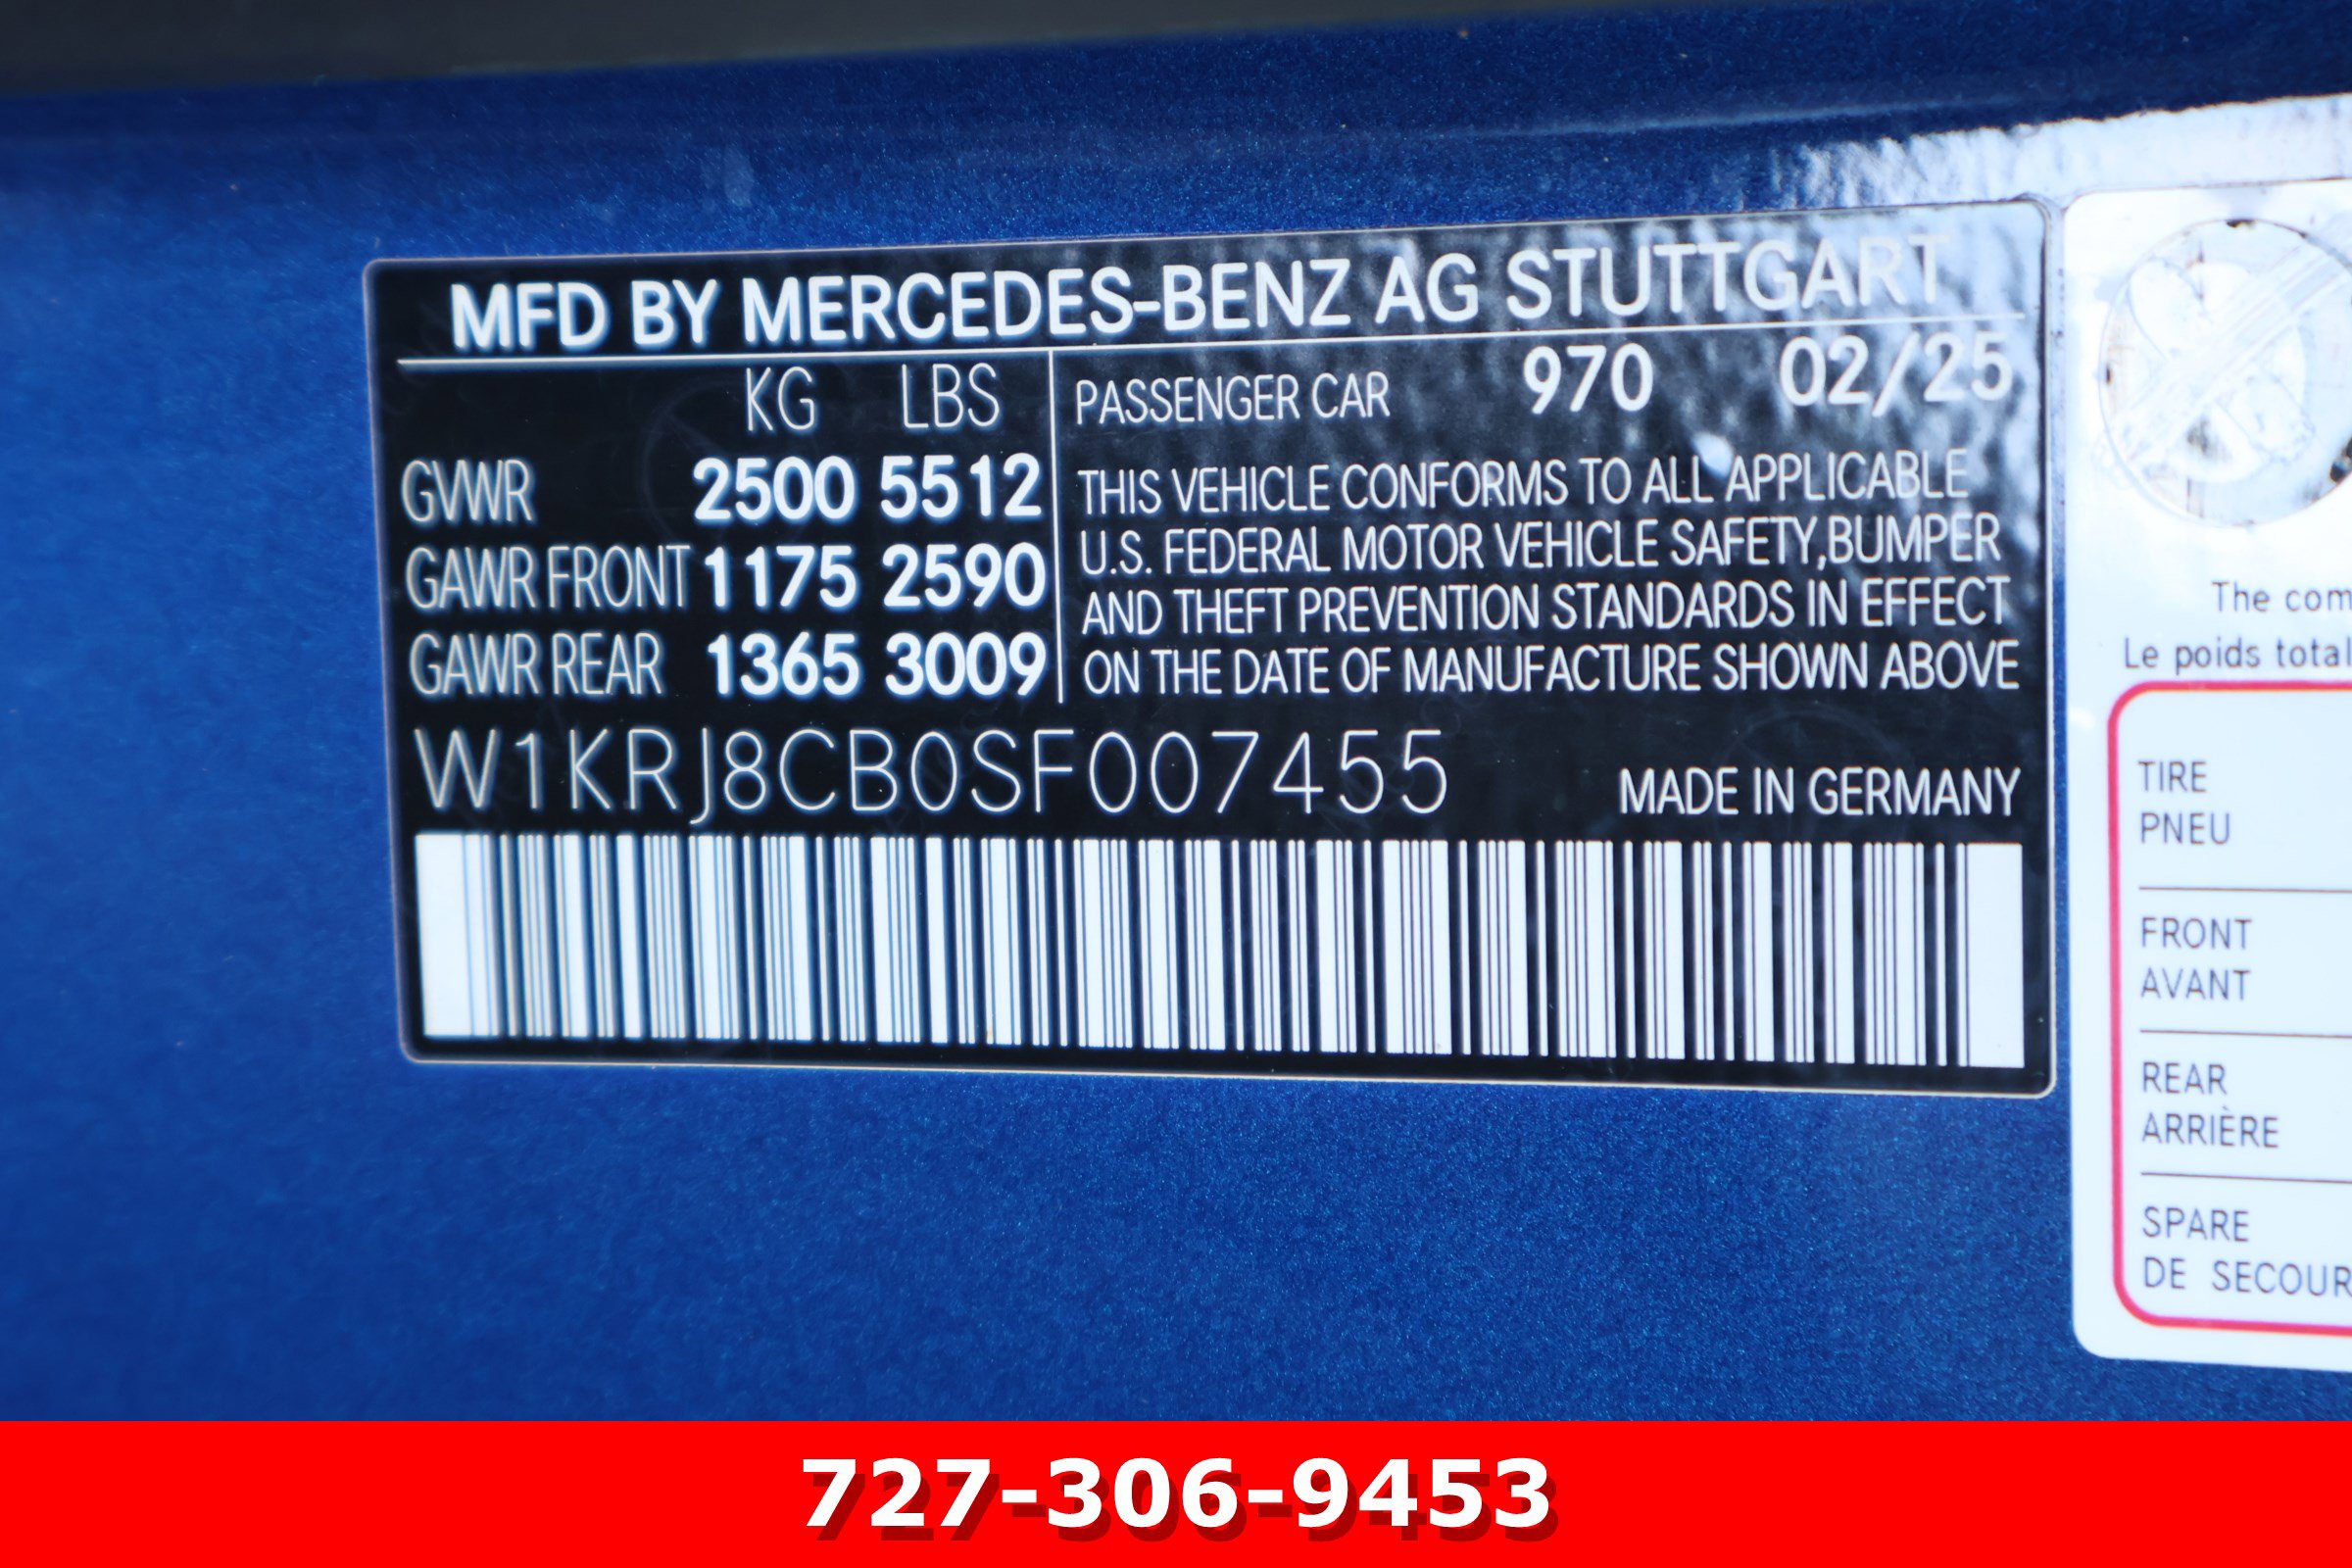 MFD BY MERCEDES-BENZ AG STUTTGART
KG LBS
GVWR 2500 5512
GAWR FRONT 1175 2590
GAWR REAR 1365 3009
PASSENGER CAR 970 02/25
THIS VEHICLE CONFORMS TO ALL APPLICABLE
U.S. FEDERAL MOTOR VEHICLE SAFETY,BUMPER
AND THEFT PREVENTION STANDARDS IN EFFECT
ON THE DATE OF MANUFACTURE SHOWN ABOVE
W1KRJ8CB0SF007455
MADE IN GERMANY
The com
Le poids total
TIRE
PNEU
FRONT
AVANT
REAR
ARRIÈRE
SPARE
DE SECOUR
727-306-9453